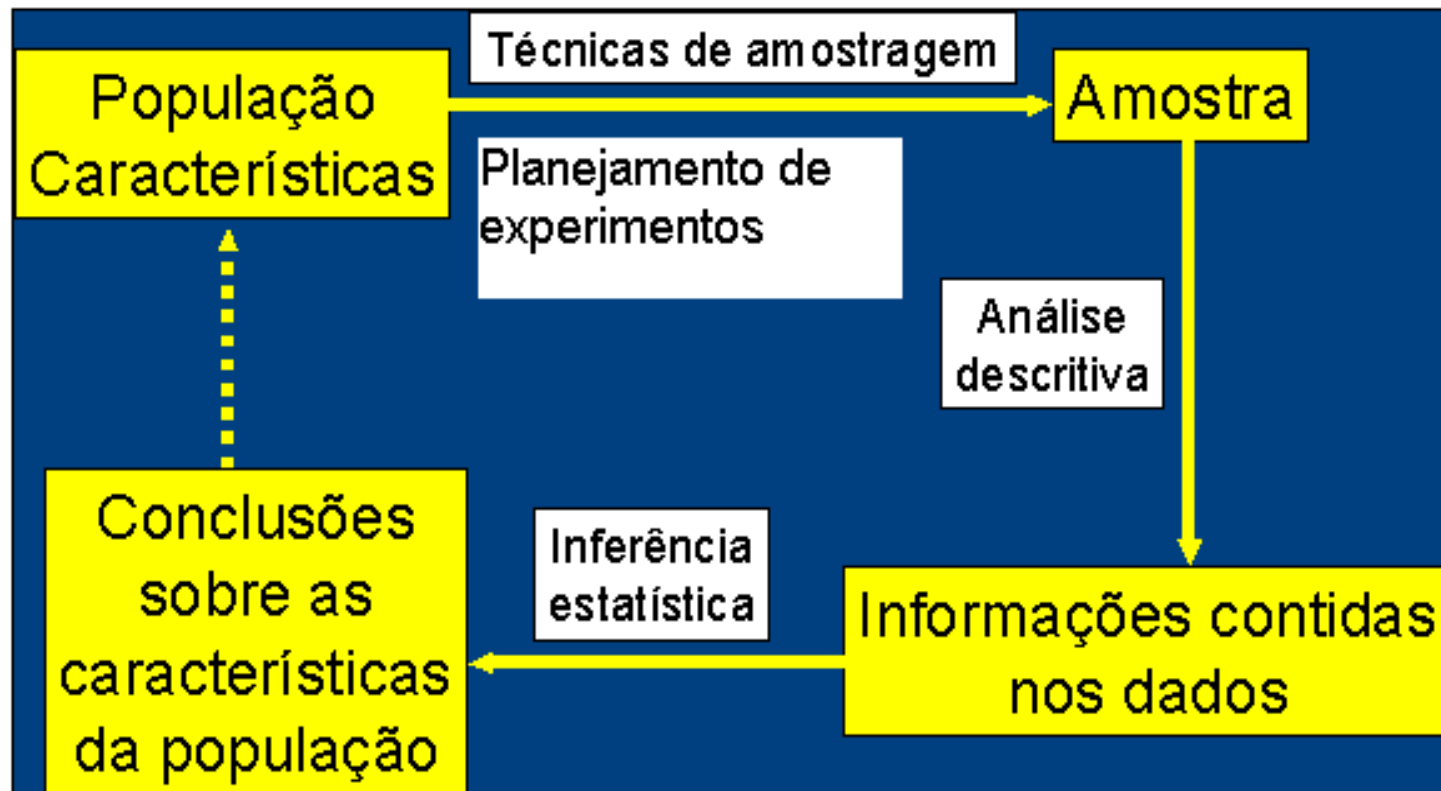 Técnicas de amostragem
População
Características
Amostra
Planejamento de
experimentos
Análise
descritiva
Conclusões
sobre as
características
da população
Inferência
estatística
Informações contidas
nos dados